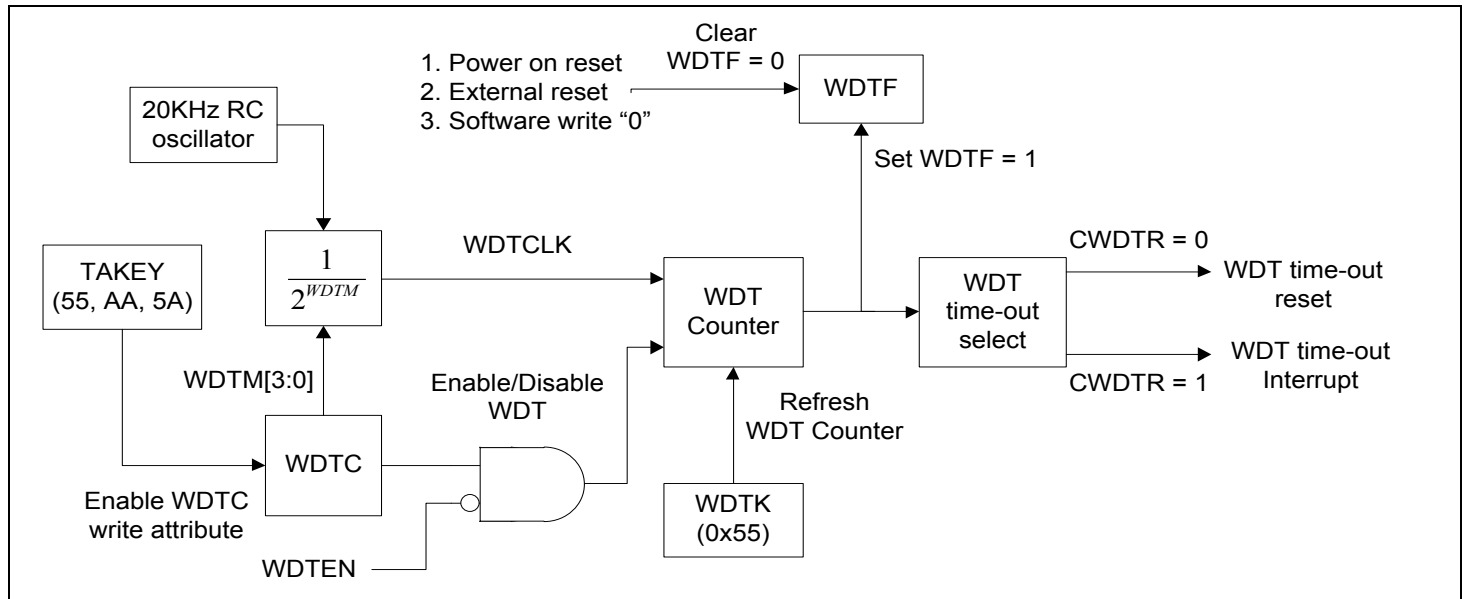 Clear
WDTF = 0
1. Power on reset
2. External reset
3. Software write “0”
WDTF
20KHz RC
oscillator
Set WDTF = 1
TAKEY
(55, AA, 5A)
1
2^WDTM
WDTCLK
WDT
Counter
WDT
time-out
select
CWDTR = 0
WDT time-out
reset
WDT time-out
Interrupt
CWDTR = 1
WDTM[3:0]
Enable/Disable
WDT
Refresh
WDT Counter
WDTC
Enable WDTC
write attribute
WDTK
(0x55)
WDTEN